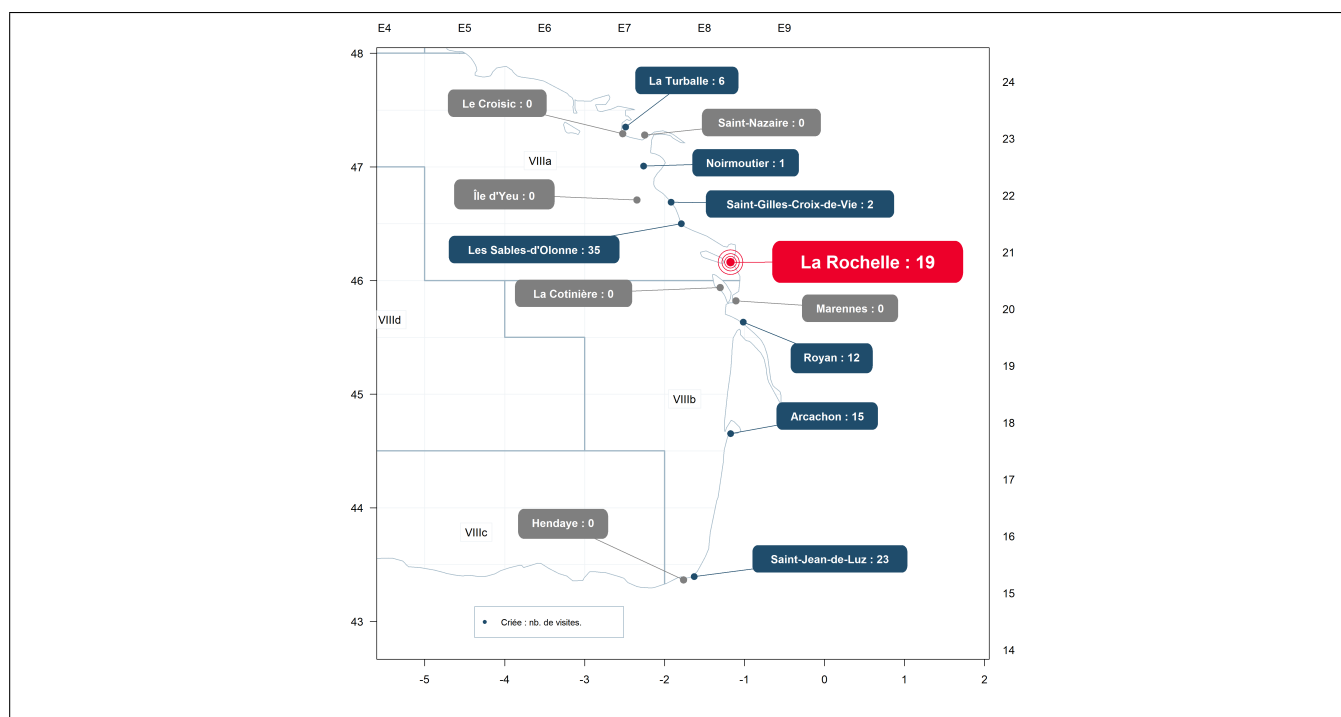 E4 E5 E6 E7 E8 E9
48
La Turballe : 6
24
Le Croisic : 0
Saint-Nazaire : 0
23
VIIIa
Noirmoutier : 1
47
Île d'Yeu : 0
22
Saint-Gilles-Croix-de-Vie : 2
Les Sables-d'Olonne : 35
21
La Rochelle : 19
46
La Cotinière : 0
Marennes : 0
20
VIIId
Royan : 12
19
45
VIIIb
Arcachon : 15
18
17
44
Hendaye : 0
VIIIc
16
Saint-Jean-de-Luz : 23
15
43
Criée : nb. de visites.
14
-5 -4 -3 -2 -1 0 1 2